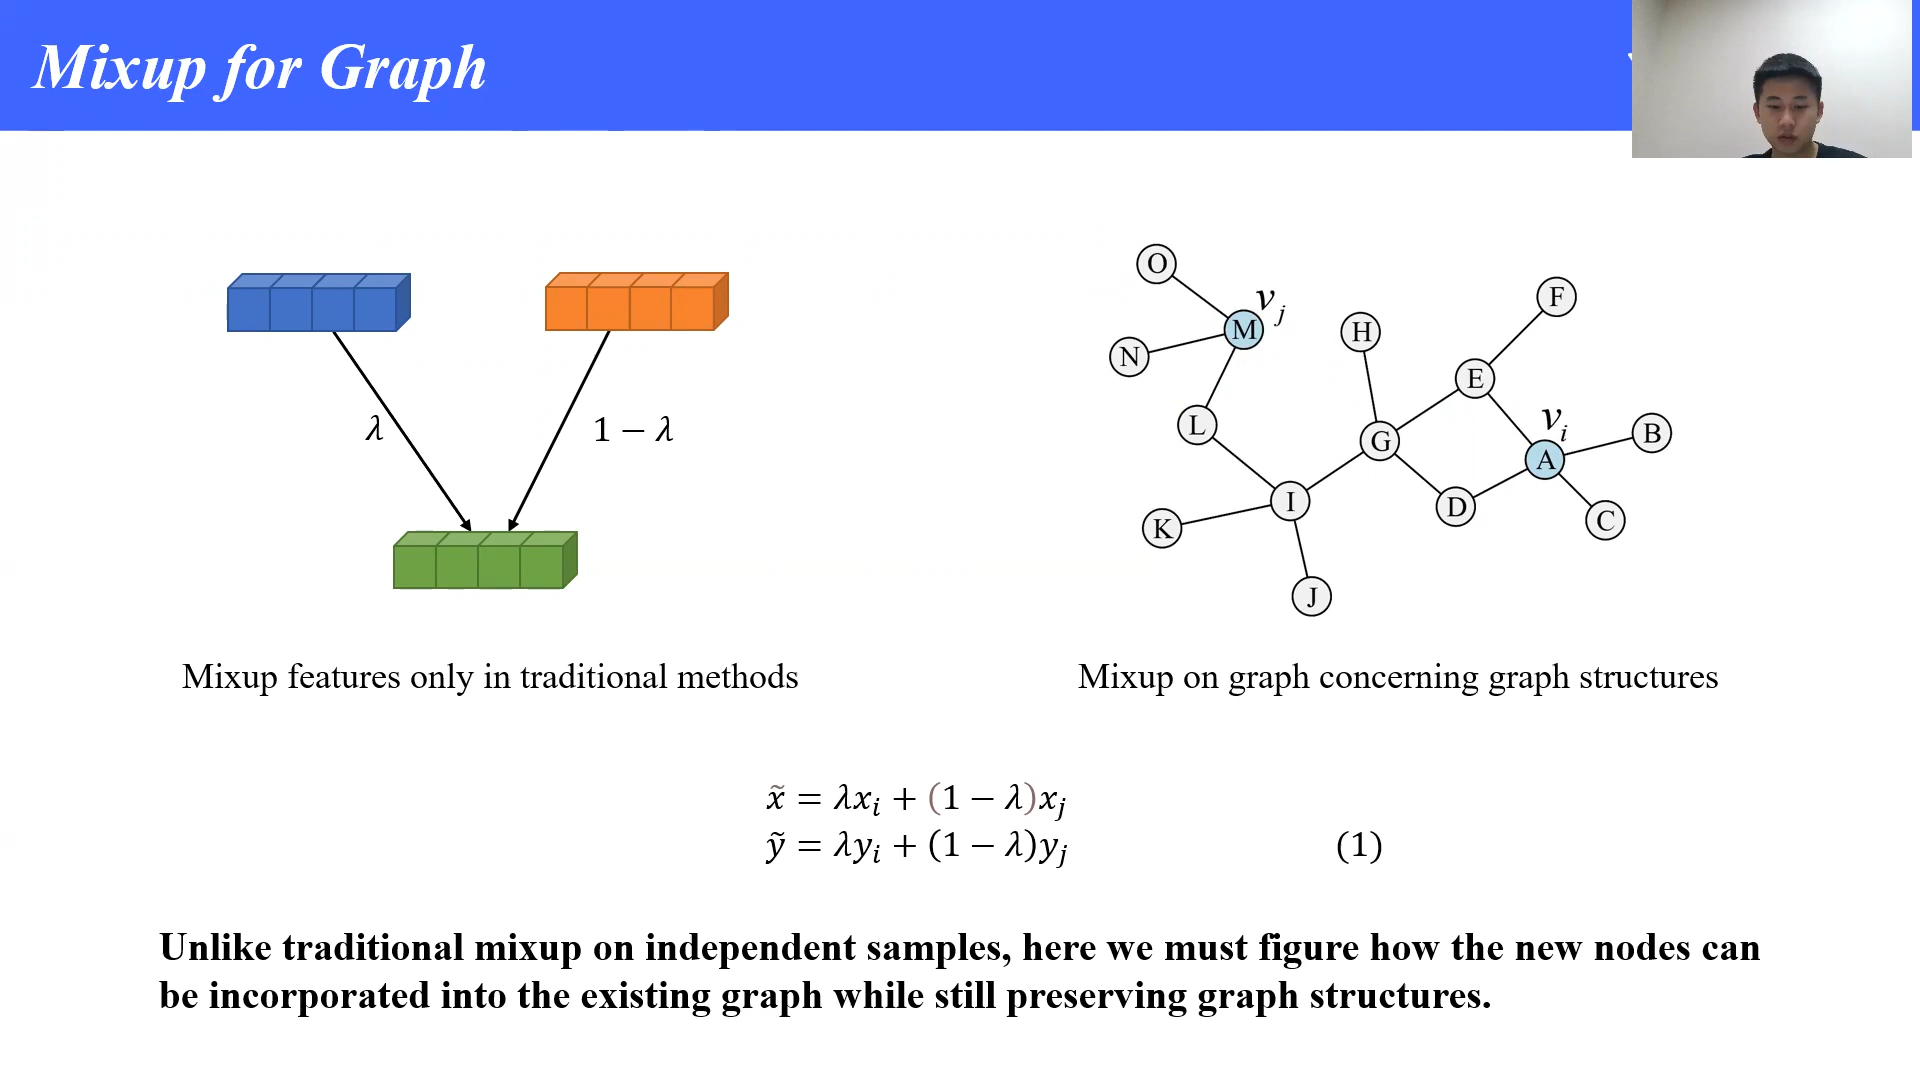 Mixup for Graph
λ
1 − λ
O
v_j
M
N
H
F
E
L
G
v_i
A
B
I
D
C
K
J
Mixup features only in traditional methods
Mixup on graph concerning graph structures
x̃ = λx_i + (1 − λ)x_j
ỹ = λy_i + (1 − λ)y_j (1)
Unlike traditional mixup on independent samples, here we must figure how the new nodes can
be incorporated into the existing graph while still preserving graph structures.